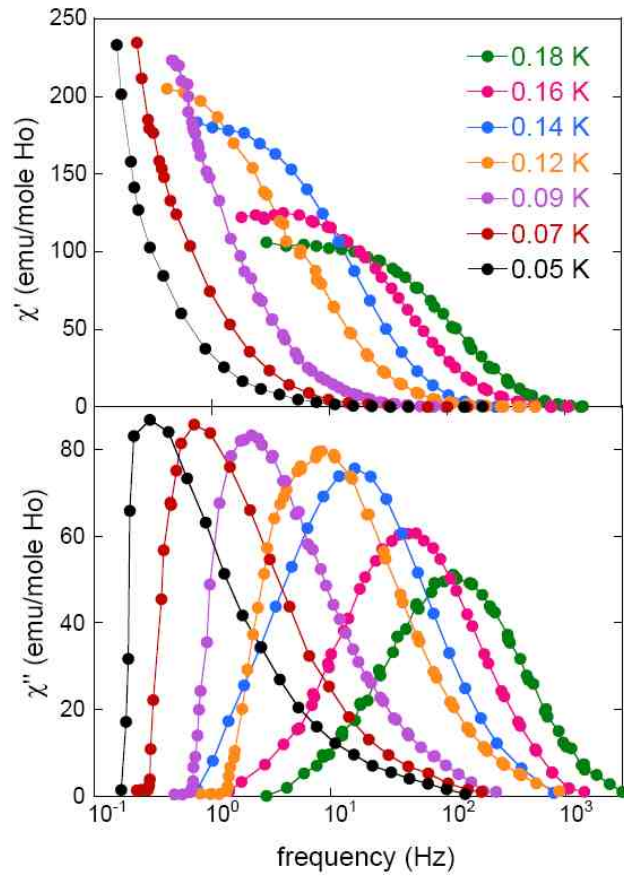 250
200
150
100
50
0
χ' (emu/mole Ho)
0.18 K
0.16 K
0.14 K
0.12 K
0.09 K
0.07 K
0.05 K
80
60
40
20
0
χ" (emu/mole Ho)
10⁻¹ 10⁰ 10¹ 10² 10³
frequency (Hz)